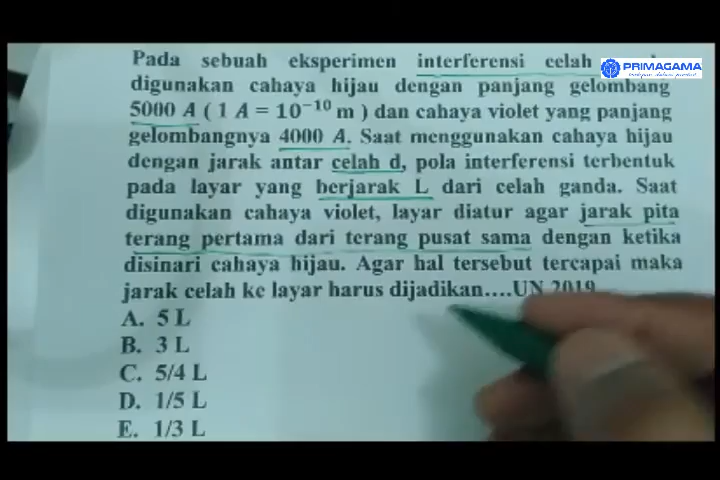 Pada sebuah eksperimen interferensi celah
PRIMAGAMA
digunakan cahaya hijau dengan panjang gelombang
5000 A ( 1 A = 10⁻¹⁰ m ) dan cahaya violet yang panjang
gelombangnya 4000 A. Saat menggunakan cahaya hijau
dengan jarak antar celah d, pola interferensi terbentuk
pada layar yang berjarak L dari celah ganda. Saat
digunakan cahaya violet, layar diatur agar jarak pita
terang pertama dari terang pusat sama dengan ketika
disinari cahaya hijau. Agar hal tersebut tercapai maka
jarak celah ke layar harus dijadikan....UN 2019
A. 5 L
B. 3 L
C. 5/4 L
D. 1/5 L
E. 1/3 L